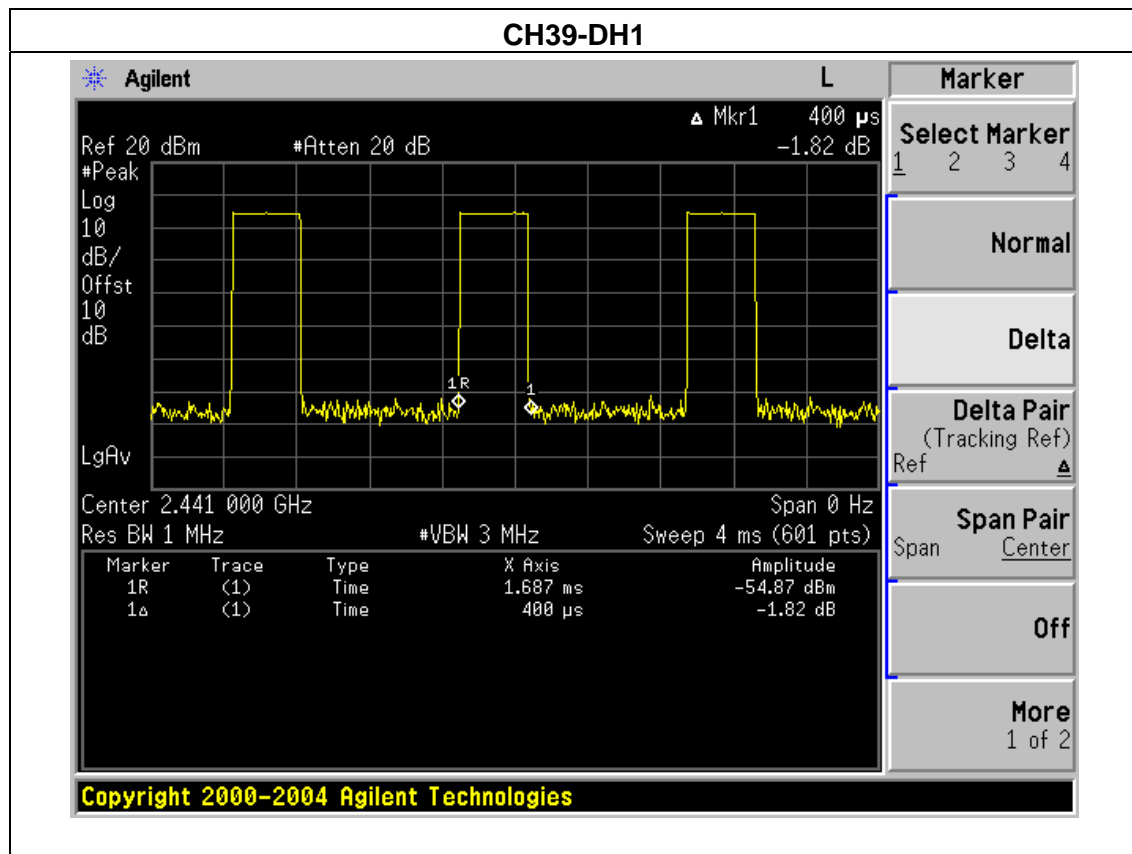 CH39-DH1
Agilent L Marker
Δ Mkr1 400 μs
Ref 20 dBm #Atten 20 dB -1.82 dB
#Peak
Log
10
dB/
Offst
10
dB
1R 1
LgAv
Center 2.441 000 GHz Span 0 Hz
Res BW 1 MHz #VBW 3 MHz Sweep 4 ms (601 pts)
Marker Trace Type X Axis Amplitude
1R (1) Time 1.687 ms -54.87 dBm
1Δ (1) Time 400 μs -1.82 dB
Select Marker
1 2 3 4
Normal
Delta
Delta Pair
(Tracking Ref)
Ref Δ
Span Pair
Span Center
Off
More
1 of 2
Copyright 2000-2004 Agilent Technologies